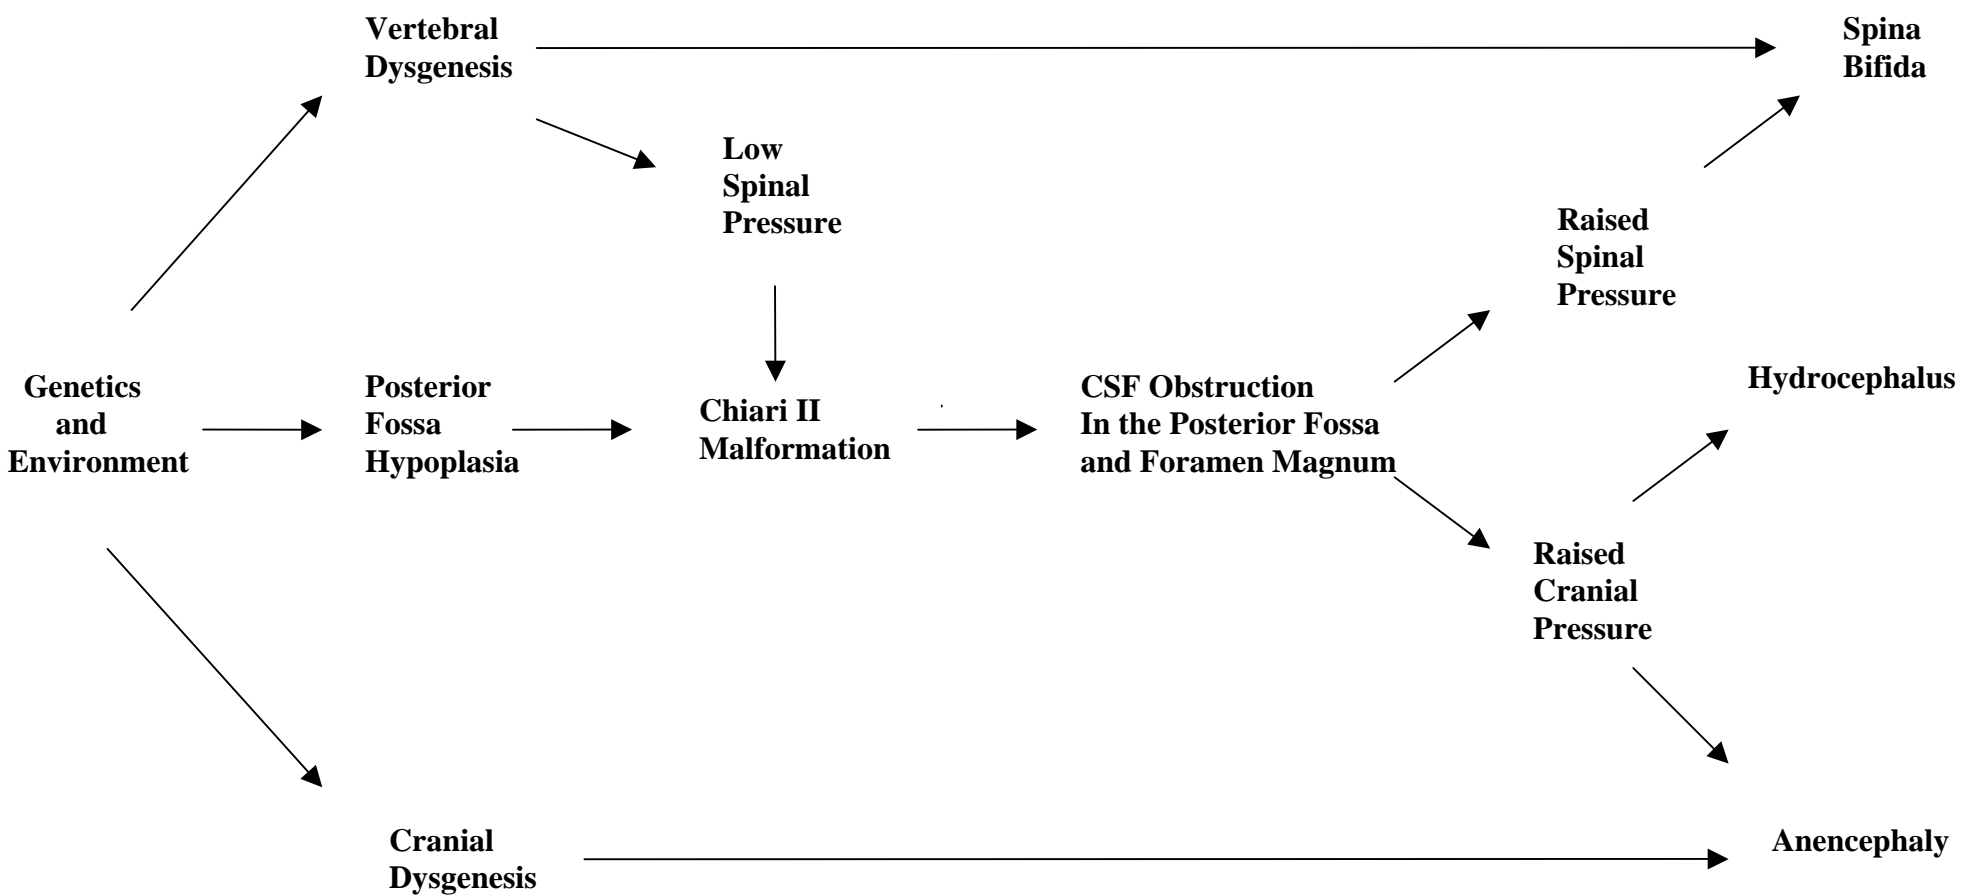 Vertebral
Dysgenesis
Spina
Bifida
Low
Spinal
Pressure
Raised
Spinal
Pressure
Genetics
and
Environment
Posterior
Fossa
Hypoplasia
Chiari II
Malformation
CSF Obstruction
In the Posterior Fossa
and Foramen Magnum
Hydrocephalus
Raised
Cranial
Pressure
Cranial
Dysgenesis
Anencephaly